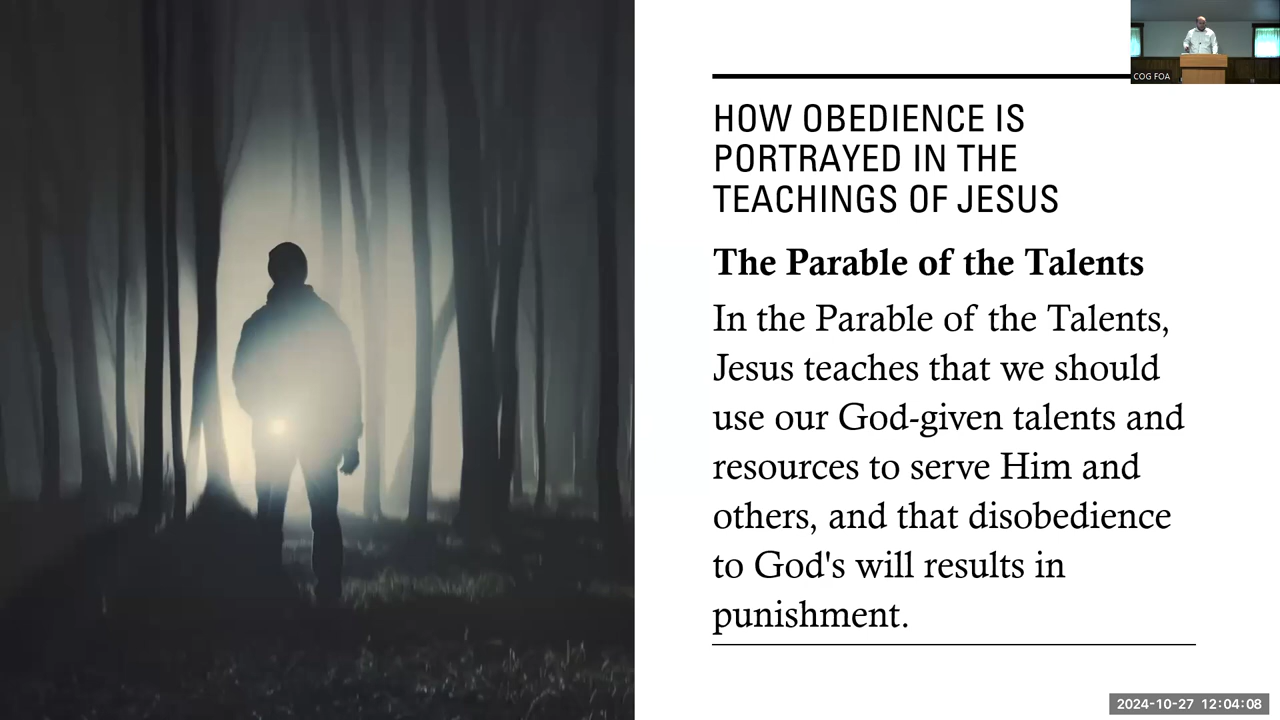 COG FOA
HOW OBEDIENCE IS
PORTRAYED IN THE
TEACHINGS OF JESUS
The Parable of the Talents
In the Parable of the Talents,
Jesus teaches that we should
use our God-given talents and
resources to serve Him and
others, and that disobedience
to God's will results in
punishment.
2024-10-27 12:04:08